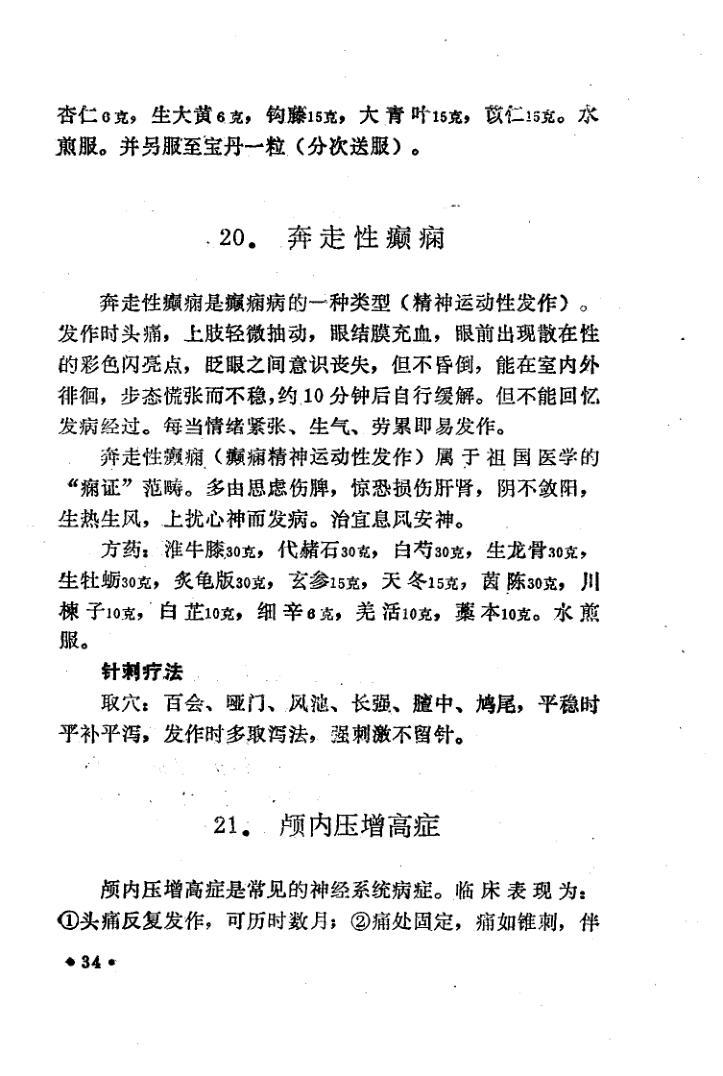 杏仁6克，生大黄6克，钩藤15克，大青叶15克，苡仁15克。水
煎服。并另服至宝丹一粒（分次送服）。
20．奔走性癫痫
奔走性癫痫是癫痫病的一种类型（精神运动性发作）。
发作时头痛，上肢轻微抽动，眼结膜充血，眼前出现散在性
的彩色闪亮点，眨眼之间意识丧失，但不昏倒，能在室内外
徘徊，步态慌张而不稳，约10分钟后自行缓解。但不能回忆
发病经过。每当情绪紧张、生气、劳累即易发作。
奔走性癫痫（癫痫精神运动性发作）属于祖国医学的
“痫证”范畴。多由思虑伤脾，惊恐损伤肝肾，阴不敛阳，
生热生风，上扰心神而发病。治宜息风安神。
方药：淮牛膝30克，代赭石30克，白芍30克，生龙骨30克，
生牡蛎30克，炙龟版30克，玄参15克，天冬15克，茵陈30克，川
楝子10克，白芷10克，细辛6克，羌活10克，藁本10克。水煎
服。
针刺疗法
取穴：百会、哑门、风池、长强、膻中、鸠尾，平稳时
平补平泻，发作时多取泻法，强刺激不留针。
21．颅内压增高症
颅内压增高症是常见的神经系统病症。临床表现为：
①头痛反复发作，可历时数月；②痛处固定，痛如锥刺，伴
•34•